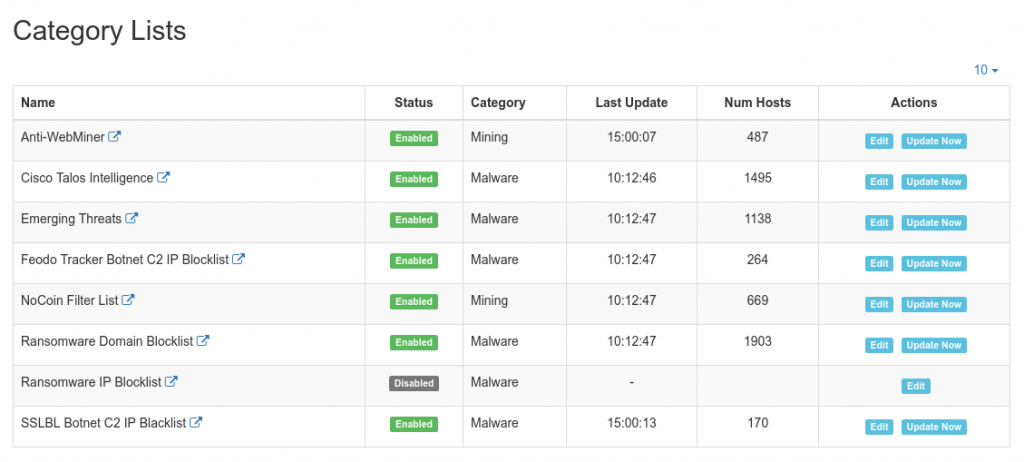 Category Lists
10
Name Status Category Last Update Num Hosts Actions
Anti-WebMiner Enabled Mining 15:00:07 487 Edit Update Now
Cisco Talos Intelligence Enabled Malware 10:12:46 1495 Edit Update Now
Emerging Threats Enabled Malware 10:12:47 1138 Edit Update Now
Feodo Tracker Botnet C2 IP Blocklist Enabled Malware 10:12:47 264 Edit Update Now
NoCoin Filter List Enabled Mining 10:12:47 669 Edit Update Now
Ransomware Domain Blocklist Enabled Malware 10:12:47 1903 Edit Update Now
Ransomware IP Blocklist Disabled Malware - Edit
SSLBL Botnet C2 IP Blacklist Enabled Malware 15:00:13 170 Edit Update Now